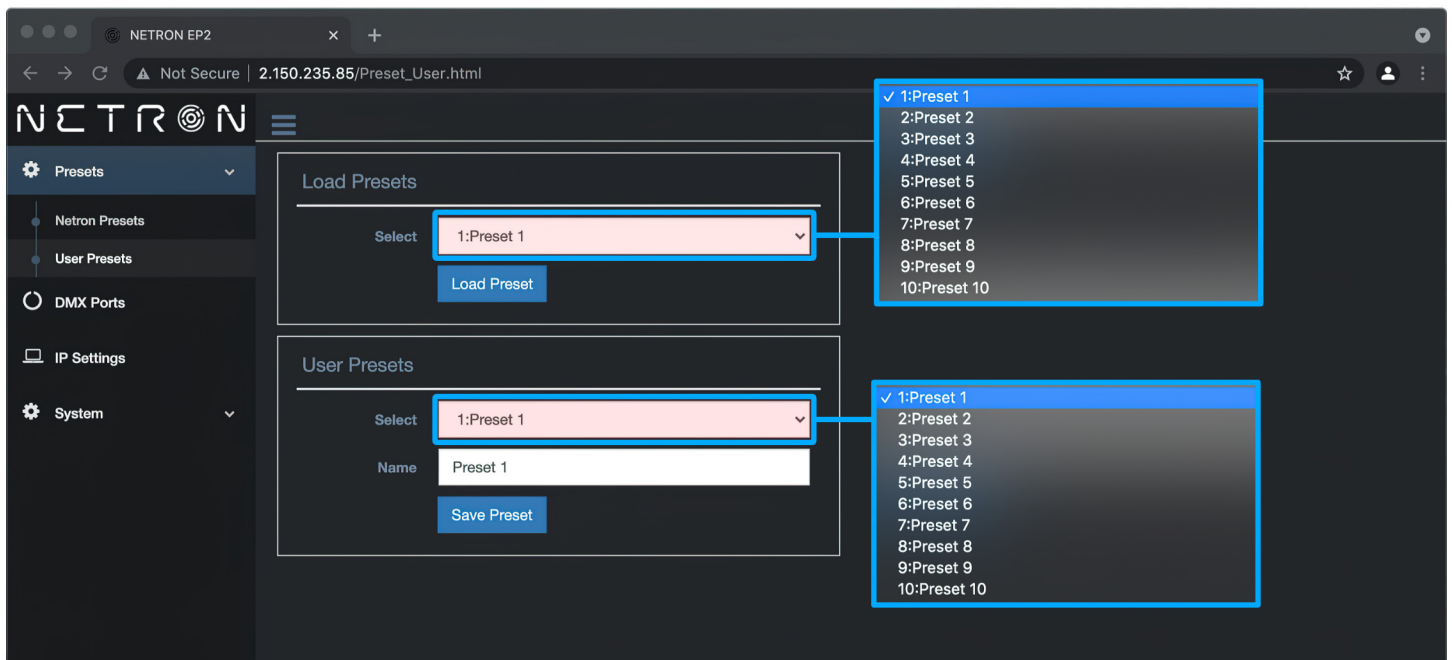 NETRON EP2
Not Secure | 2.150.235.85/Preset_User.html
NETRON
Presets
Netron Presets
User Presets
DMX Ports
IP Settings
System
Load Presets
Select 1:Preset 1
Load Preset
✓ 1:Preset 1
2:Preset 2
3:Preset 3
4:Preset 4
5:Preset 5
6:Preset 6
7:Preset 7
8:Preset 8
9:Preset 9
10:Preset 10
User Presets
Select 1:Preset 1
Name Preset 1
Save Preset
✓ 1:Preset 1
2:Preset 2
3:Preset 3
4:Preset 4
5:Preset 5
6:Preset 6
7:Preset 7
8:Preset 8
9:Preset 9
10:Preset 10